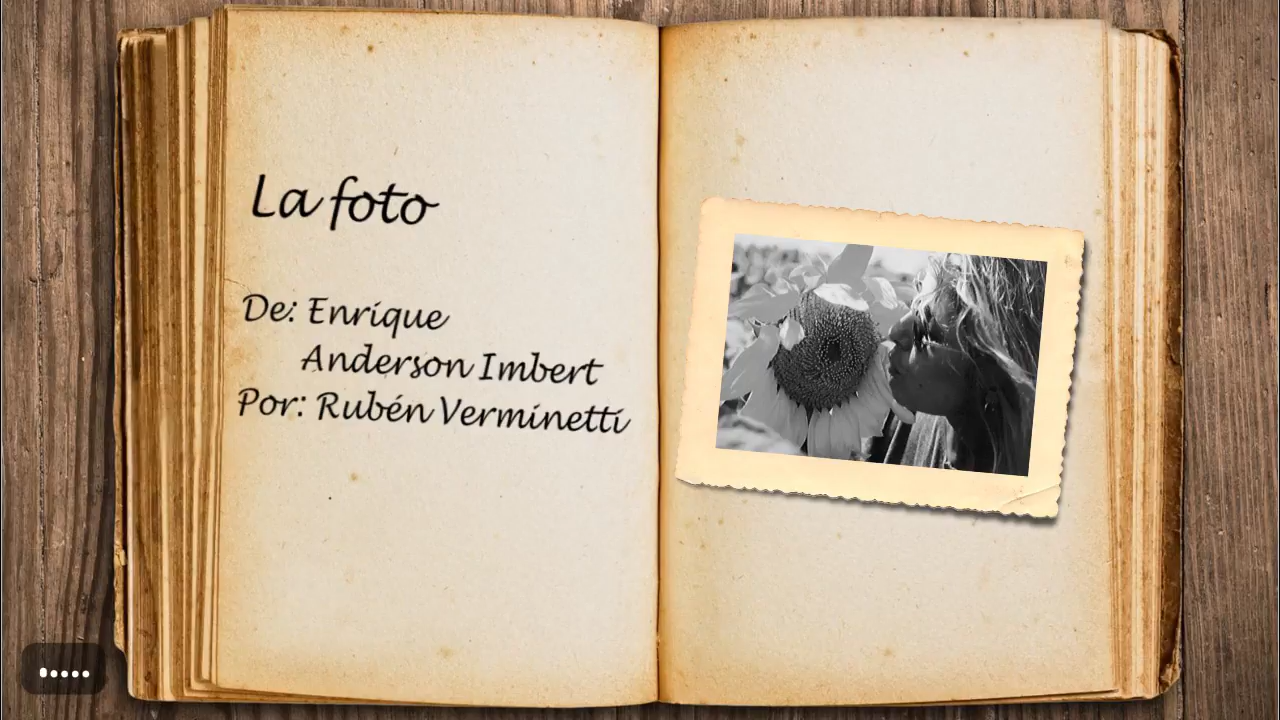 La foto
De: Enrique
Anderson Imbert
Por: Rubén Verminetti